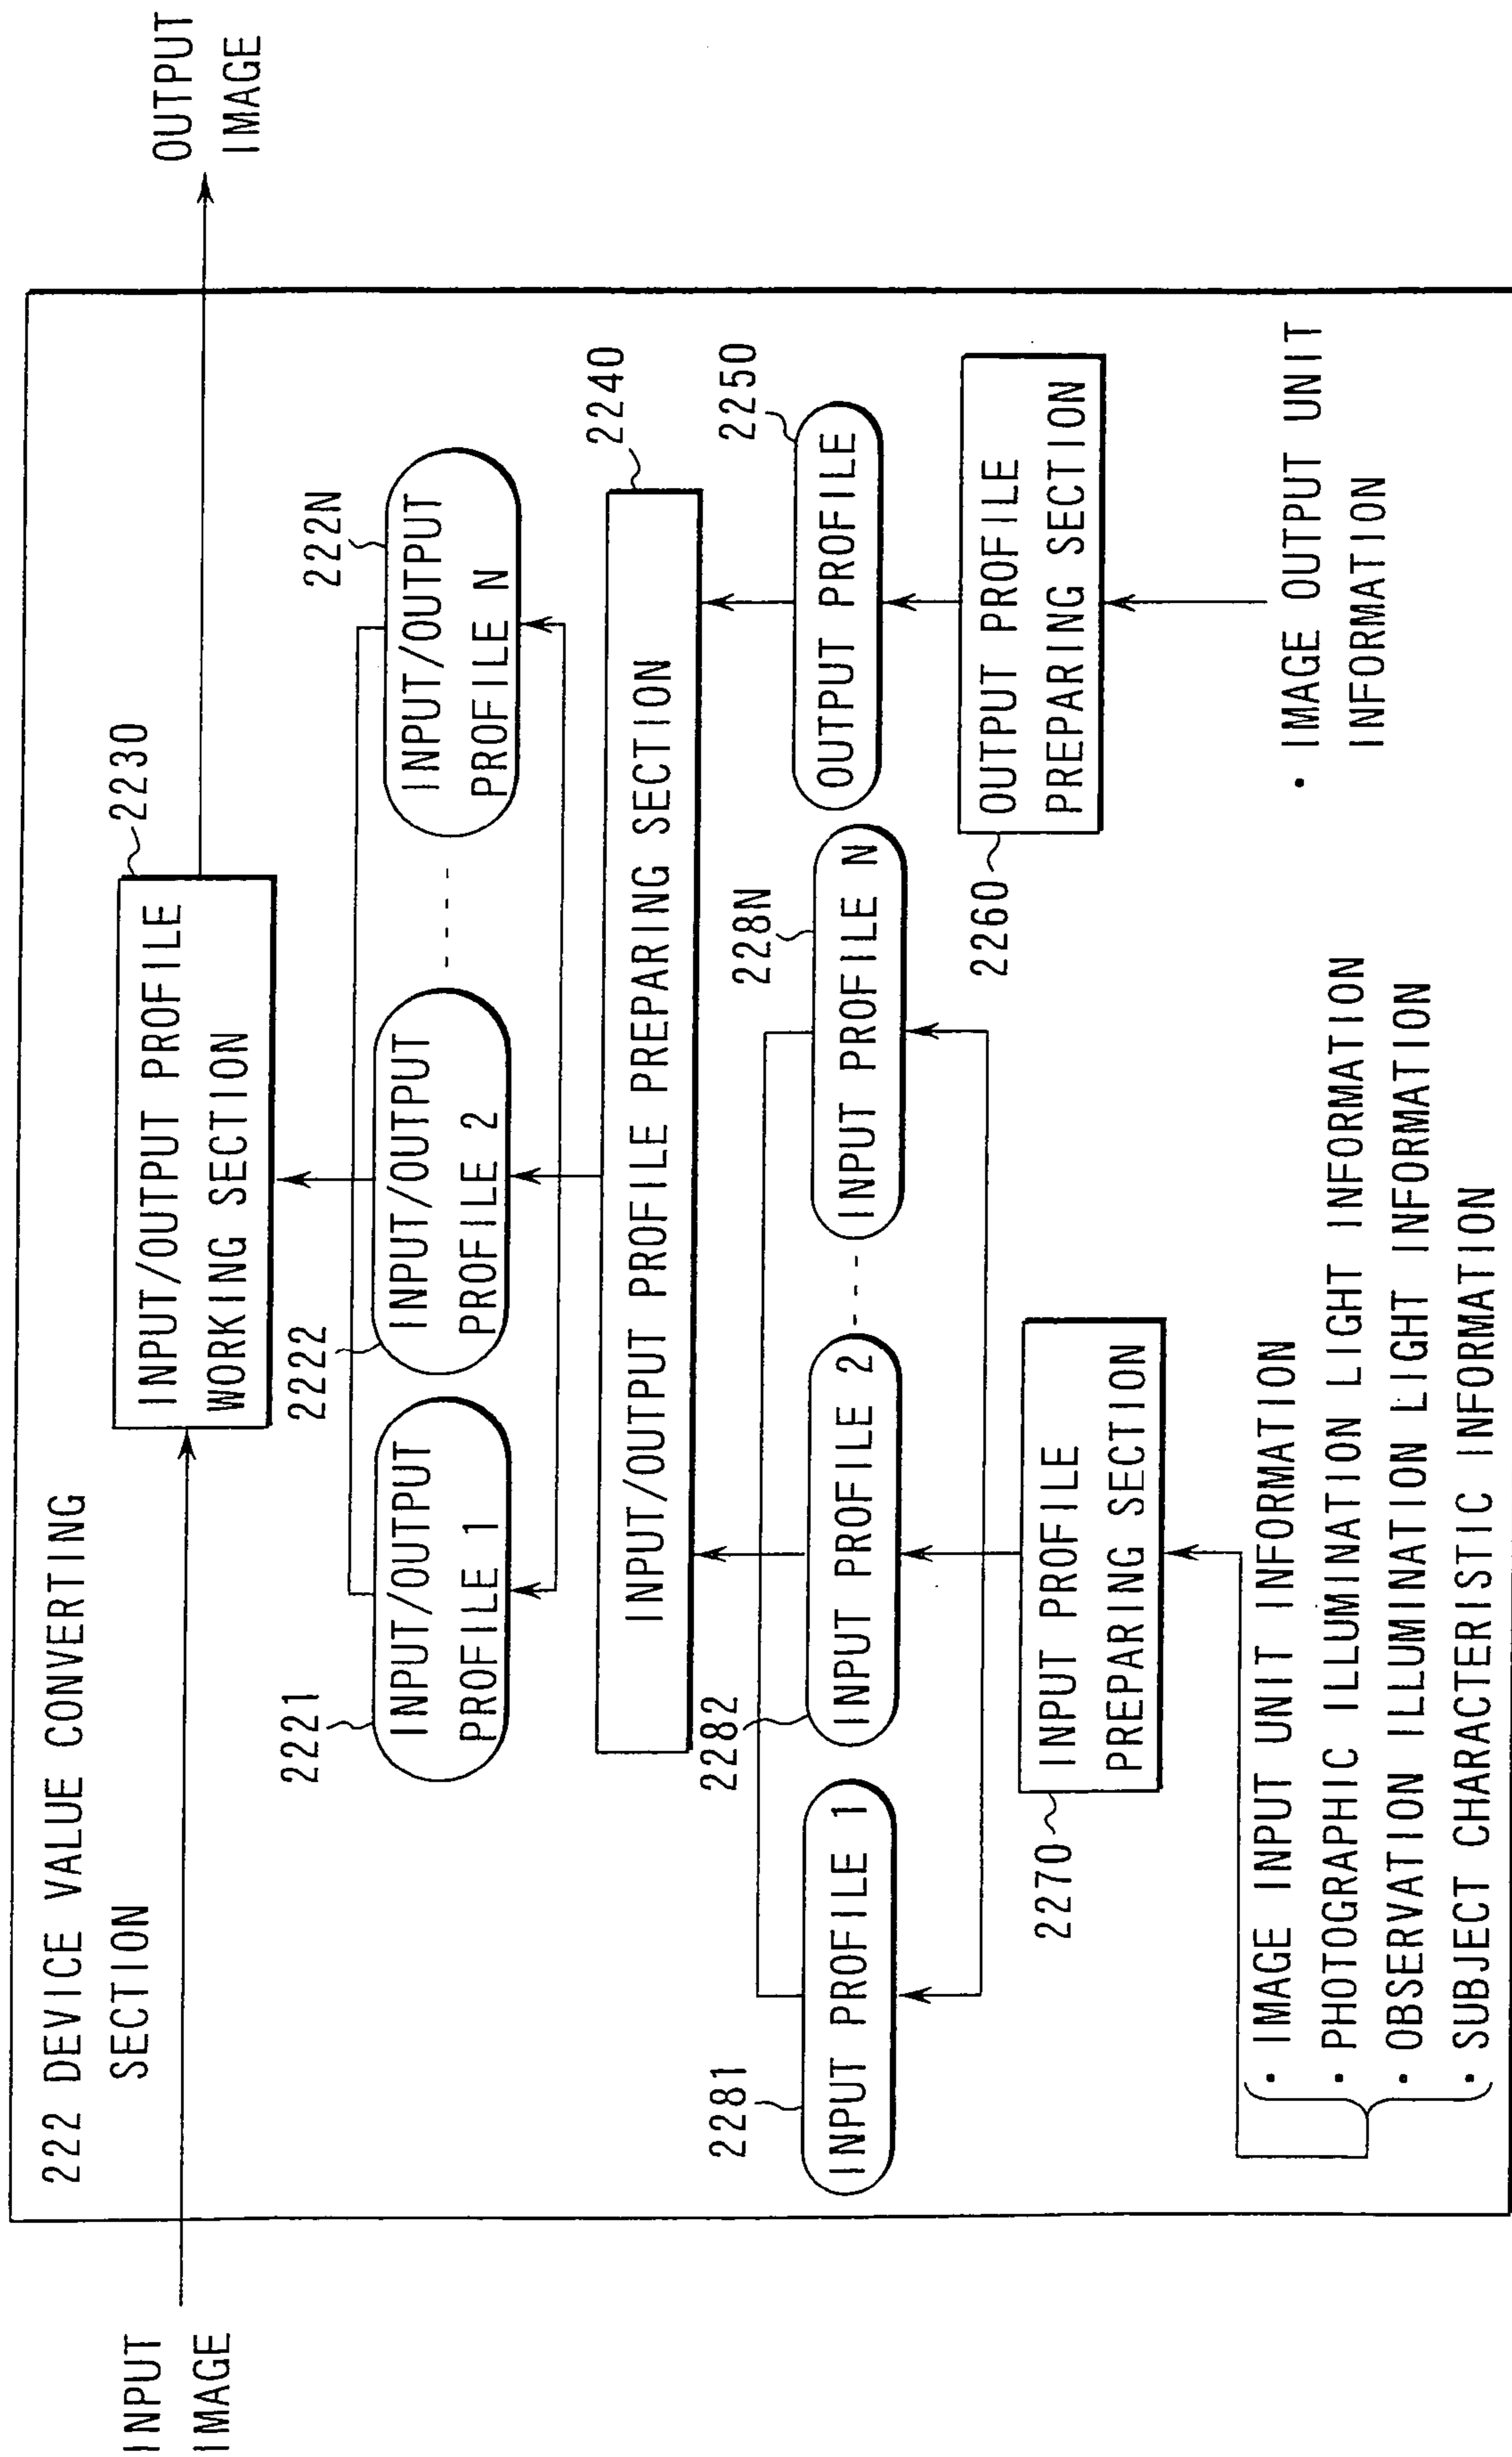 INPUT
IMAGE
222 DEVICE VALUE CONVERTING
SECTION
INPUT/OUTPUT PROFILE
WORKING SECTION
2230
OUTPUT
IMAGE
2221
INPUT/OUTPUT
PROFILE 1
2222
INPUT/OUTPUT
PROFILE 2
222N
INPUT/OUTPUT
PROFILE N
INPUT/OUTPUT PROFILE PREPARING SECTION
2240
2281
INPUT PROFILE 1
2282
INPUT PROFILE 2
228N
INPUT PROFILE N
2250
OUTPUT PROFILE
2270
INPUT PROFILE
PREPARING SECTION
2260
OUTPUT PROFILE
PREPARING SECTION
· IMAGE INPUT UNIT INFORMATION
· PHOTOGRAPHIC ILLUMINATION LIGHT INFORMATION
· OBSERVATION ILLUMINATION LIGHT INFORMATION
· SUBJECT CHARACTERISTIC INFORMATION
· IMAGE OUTPUT UNIT
INFORMATION